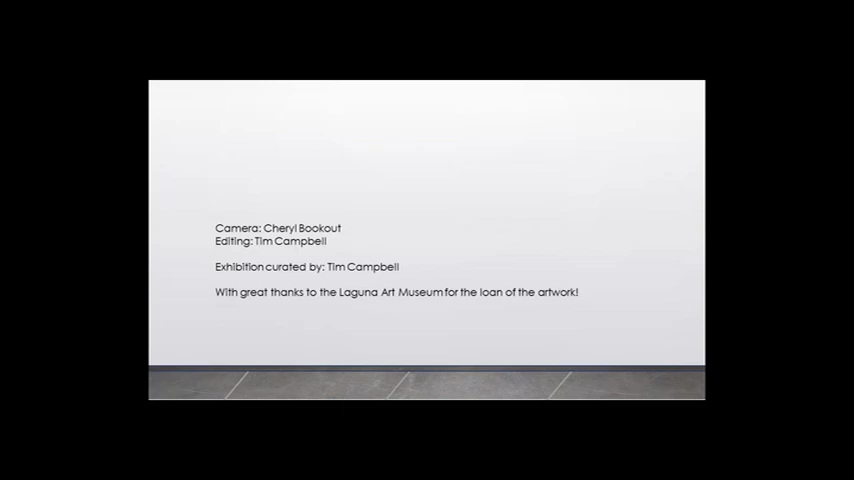 Camera: Cheryl Bookout
Editing: Tim Campbell
Exhibition curated by: Tim Campbell
With great thanks to the Laguna Art Museum for the loan of the artwork!